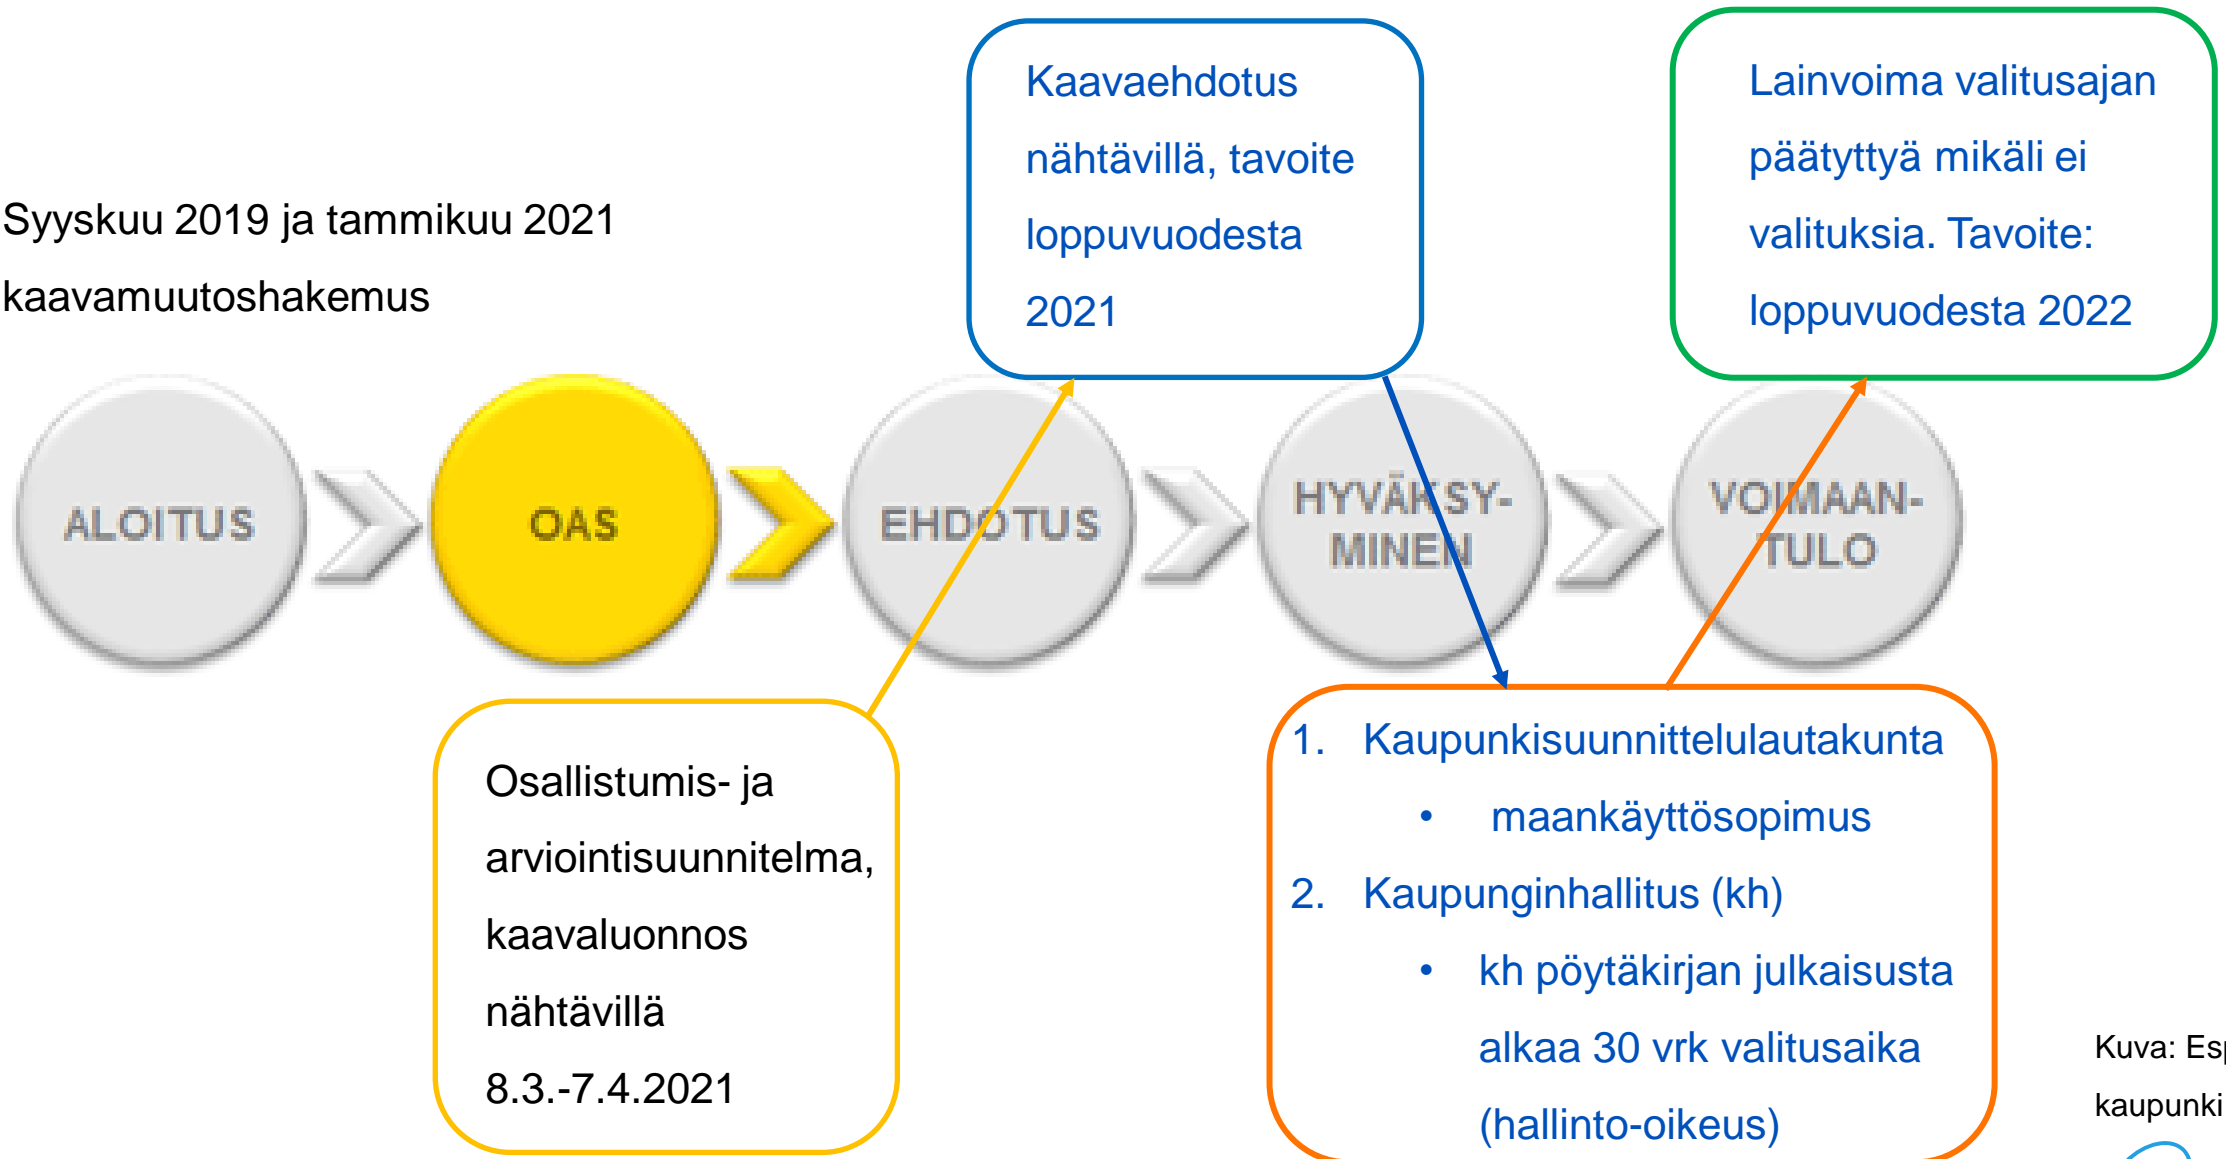 Syyskuu 2019 ja tammikuu 2021
kaavamuutoshakemus
Kaavaehdotus
nähtävillä, tavoite
loppuvuodesta
2021
Lainvoima valitusajan
päätyttyä mikäli ei
valituksia. Tavoite:
loppuvuodesta 2022
ALOITUS
OAS
EHDOTUS
HYVÄKSY-
MINEN
VOIMAAN-
TULO
Osallistumis- ja
arviointisuunnitelma,
kaavaluonnos
nähtävillä
8.3.-7.4.2021
1. Kaupunkisuunnittelulautakunta
• maankäyttösopimus
2. Kaupunginhallitus (kh)
• kh pöytäkirjan julkaisusta
alkaa 30 vrk valitusaika
(hallinto-oikeus)
Kuva:
kaupunki